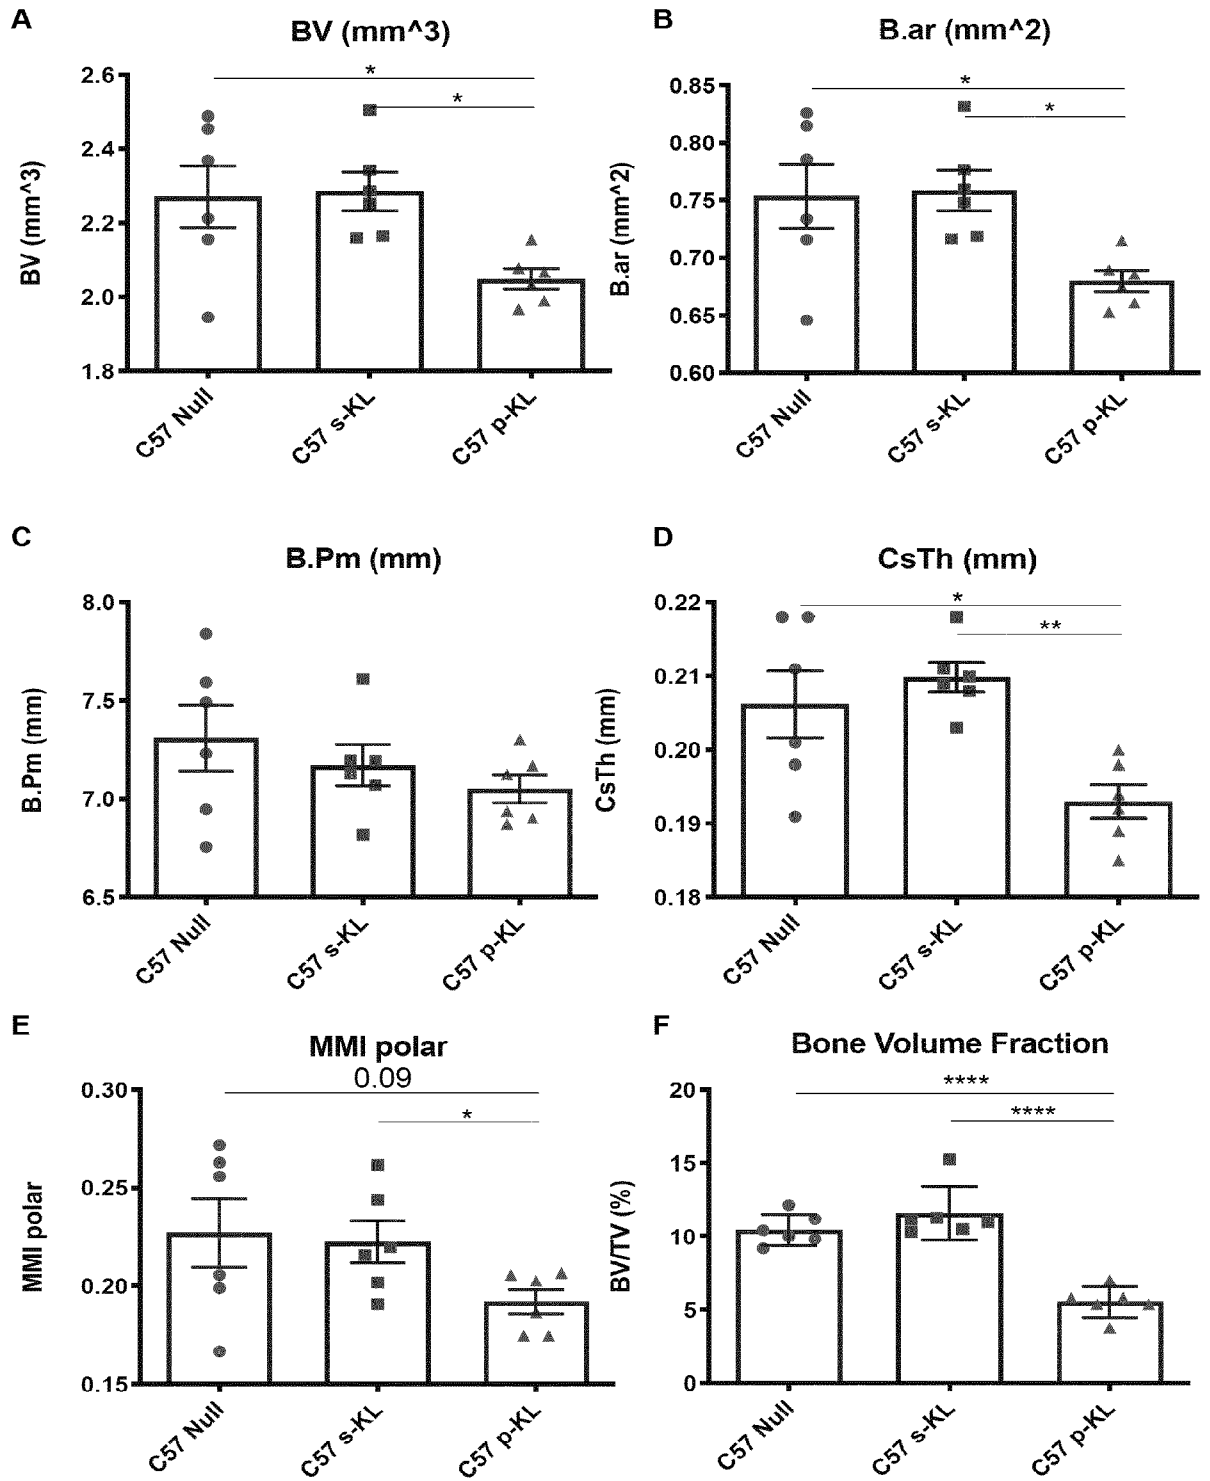 A
BV (mm^3)
BV (mm^3)
2.6
2.4
2.2
2.0
1.8
*
*
C57 Null
C57 s-KL
C57 p-KL
B
B.ar (mm^2)
B.ar (mm^2)
0.85
0.80
0.75
0.70
0.65
0.60
*
*
C57 Null
C57 s-KL
C57 p-KL
C
B.Pm (mm)
B.Pm (mm)
8.0
7.5
7.0
6.5
C57 Null
C57 s-KL
C57 p-KL
D
CsTh (mm)
CsTh (mm)
0.22
0.21
0.20
0.19
0.18
*
**
C57 Null
C57 s-KL
C57 p-KL
E
MMI polar
MMI polar
0.30
0.25
0.20
0.15
0.09
*
C57 Null
C57 s-KL
C57 p-KL
F
Bone Volume Fraction
BV/TV (%)
20
15
10
5
0
****
****
C57 Null
C57 s-KL
C57 p-KL